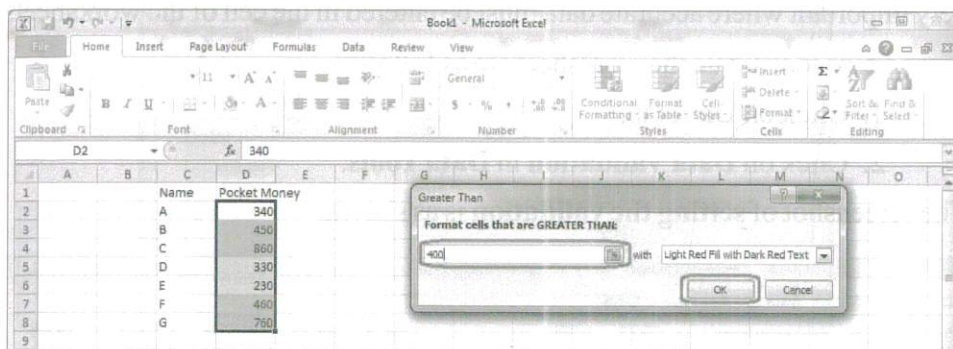 Book1 - Microsoft Excel
File Home Insert Page Layout Formulas Data Review View
Paste
B I U
11 A A
General
$ % ,
Conditional Formatting
Format as Table
Cell Styles
Insert
Delete
Format
Σ
Sort & Filter
Find & Select
Clipboard Font Alignment Number Styles Cells Editing
D2 fx 340
A B C D E F G H I J K L M N O
1 Name Pocket Money
2 A 340
3 B 450
4 C 860
5 D 330
6 E 230
7 F 460
8 G 760
9
Greater Than
Format cells that are GREATER THAN:
400 with Light Red Fill with Dark Red Text
OK Cancel